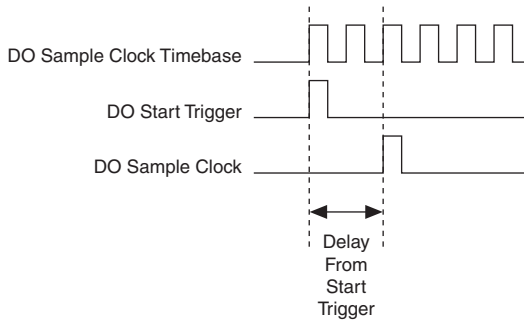 DO Sample Clock Timebase
DO Start Trigger
DO Sample Clock
Delay
From
Start
Trigger